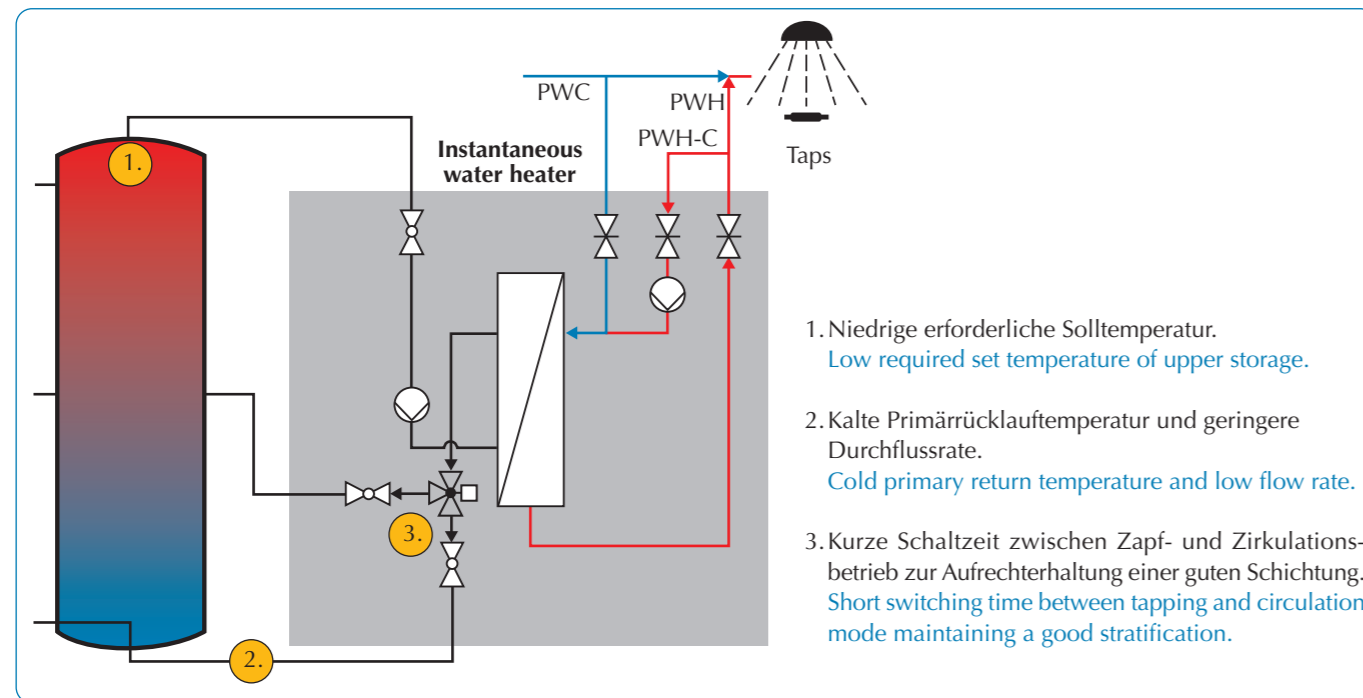 PWC
PWH
PWH-C
Taps
Instantaneous
water heater
1.
2.
3.
1. Niedrige erforderliche Solltemperatur.
Low required set temperature of upper storage.
2. Kalte Primärrücklauftemperatur und geringere
Durchflussrate.
Cold primary return temperature and low flow rate.
3. Kurze Schaltzeit zwischen Zapf- und Zirkulations-
betrieb zur Aufrechterhaltung einer guten Schichtung.
Short switching time between tapping and circulation
mode maintaining a good stratification.